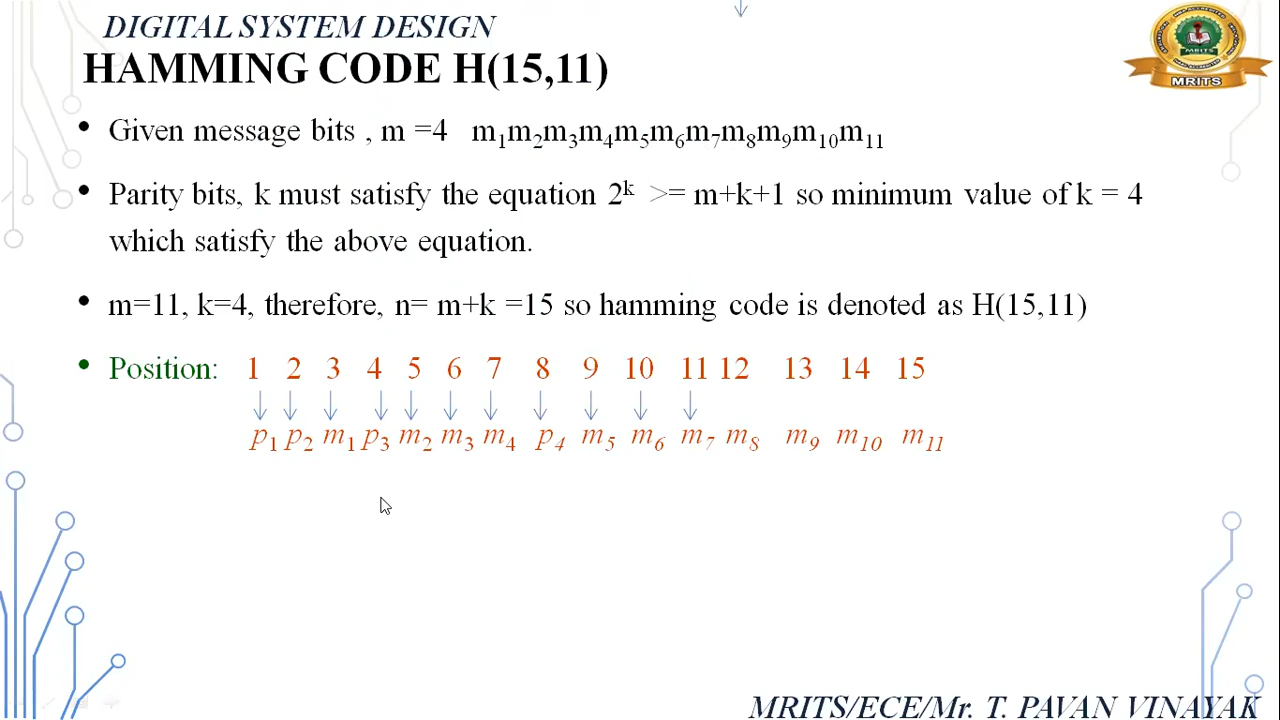 DIGITAL SYSTEM DESIGN
HAMMING CODE H(15,11)
• Given message bits , m =4 m₁m₂m₃m₄m₅m₆m₇m₈m₉m₁₀m₁₁
• Parity bits, k must satisfy the equation 2ᵏ >= m+k+1 so minimum value of k = 4
which satisfy the above equation.
• m=11, k=4, therefore, n= m+k =15 so hamming code is denoted as H(15,11)
• Position: 1 2 3 4 5 6 7 8 9 10 11 12 13 14 15
p₁ p₂ m₁ p₃ m₂ m₃ m₄ p₄ m₅ m₆ m₇ m₈ m₉ m₁₀ m₁₁
MRITS
MRITS/ECE/Mr. T. PAVAN VINAYAK